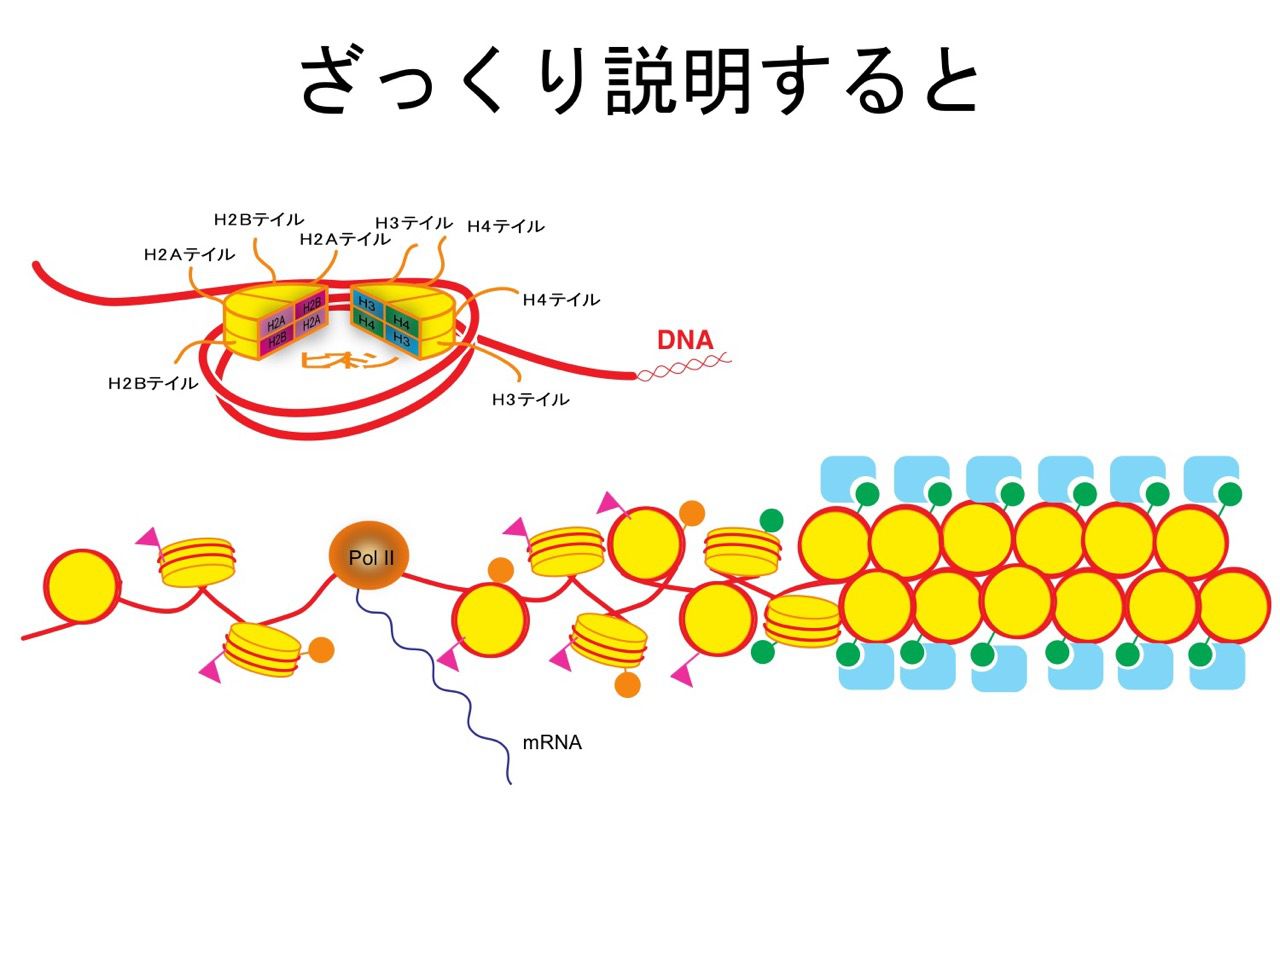 ざっくり説明すると
H2Bテイル
H3テイル
H4テイル
H2Aテイル
H2Aテイル
H4テイル
H2A
H2B
H2B
H2A
H3
H4
H4
H3
ヒストン
DNA
H2Bテイル
H3テイル
Pol II
mRNA